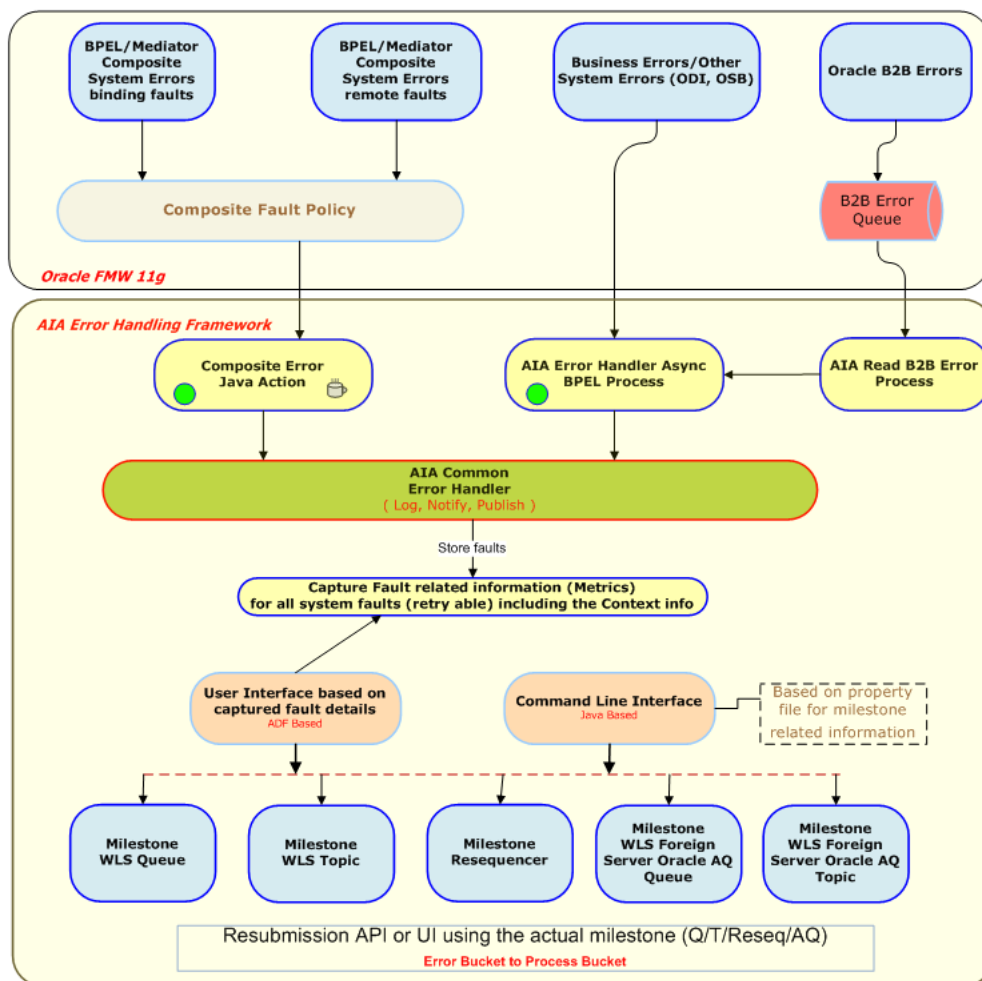 BPEL/Mediator
Composite
System Errors
binding faults
BPEL/Mediator
Composite
System Errors
remote faults
Business Errors/Other
System Errors (ODI, OSB)
Oracle B2B Errors
Composite Fault Policy
B2B Error
Queue
Oracle FMW 11g
AIA Error Handling Framework
Composite Error
Java Action
AIA Error Handler Async
BPEL Process
AIA Read B2B Error
Process
AIA Common
Error Handler
( Log, Notify, Publish )
Store faults
Capture Fault related information (Metrics)
for all system faults (retry able) including the Context info
User Interface based on
captured fault details
ADF Based
Command Line Interface
Java Based
Based on property
file for milestone
related information
Milestone
WLS Queue
Milestone
WLS Topic
Milestone
Resequencer
Milestone
WLS Foreign
Server Oracle AQ
Queue
Milestone
WLS Foreign
Server Oracle AQ
Topic
Resubmission API or UI using the actual milestone (Q/T/Reseq/AQ)
Error Bucket to Process Bucket